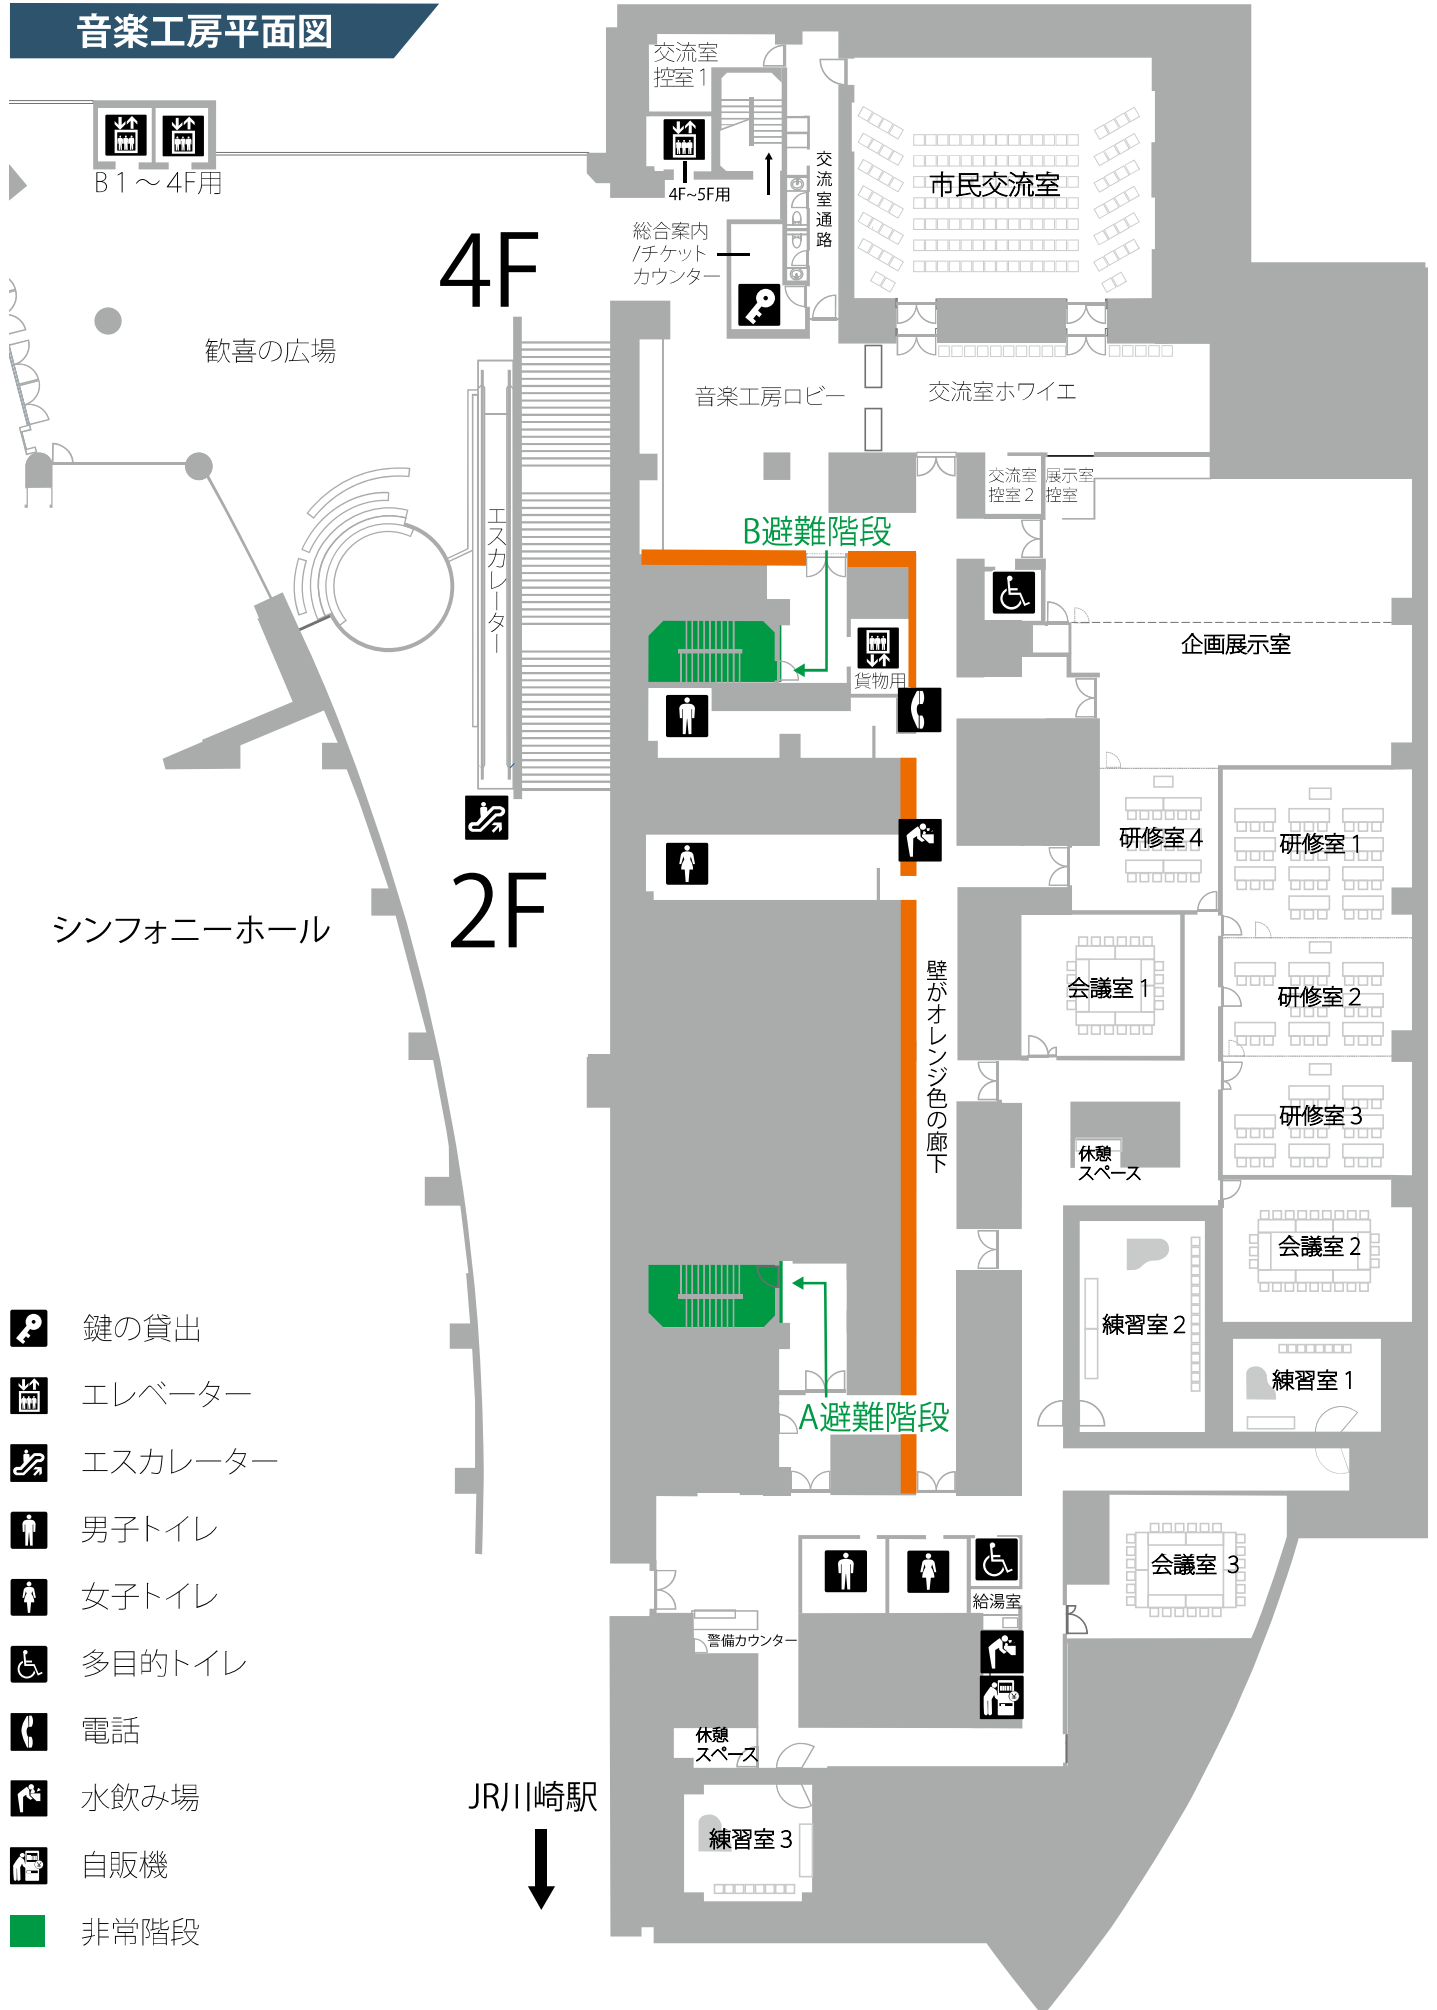 音楽工房平面図
交流室
控室1
B1～4F用
4F~5F用
交流室通路
市民交流室
総合案内
/チケット
カウンター
4F
歓喜の広場
音楽工房ロビー
交流室ホワイエ
交流室
控室2
展示室
控室
エスカレーター
B避難階段
企画展示室
貨物用
研修室4
研修室1
2F
シンフォニーホール
壁がオレンジ色の廊下
会議室1
研修室2
研修室3
休憩
スペース
会議室2
練習室2
練習室1
A避難階段
会議室 3
給湯室
警備カウンター
休憩
スペース
JR川崎駅
練習室3
鍵の貸出
エレベーター
エスカレーター
男子トイレ
女子トイレ
多目的トイレ
電話
水飲み場
自販機
非常階段